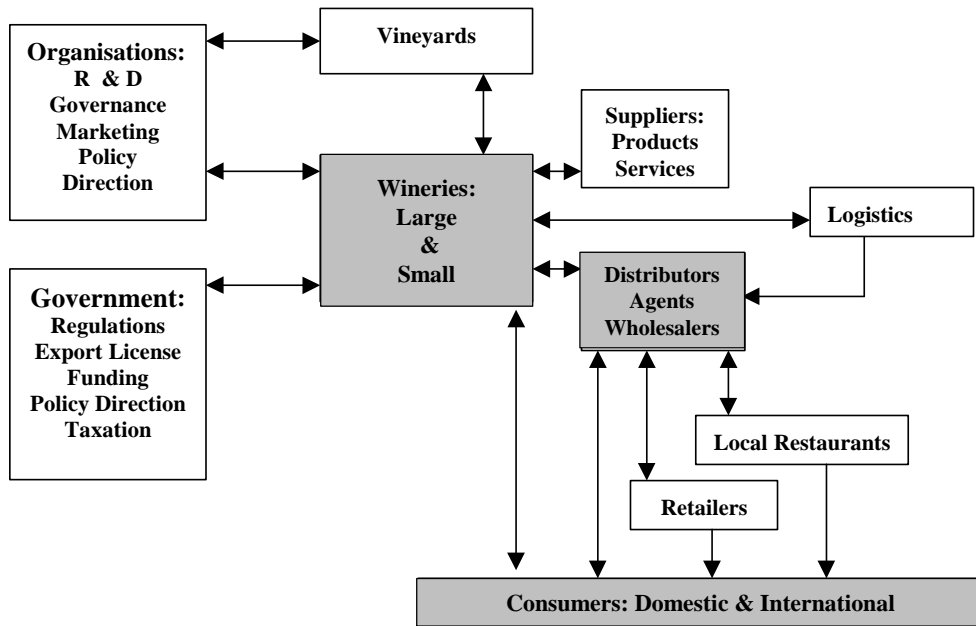 Organisations:
R & D
Governance
Marketing
Policy
Direction
Vineyards
Suppliers:
Products
Services
Wineries:
Large
&
Small
Logistics
Government:
Regulations
Export License
Funding
Policy Direction
Taxation
Distributors
Agents
Wholesalers
Local Restaurants
Retailers
Consumers: Domestic & International